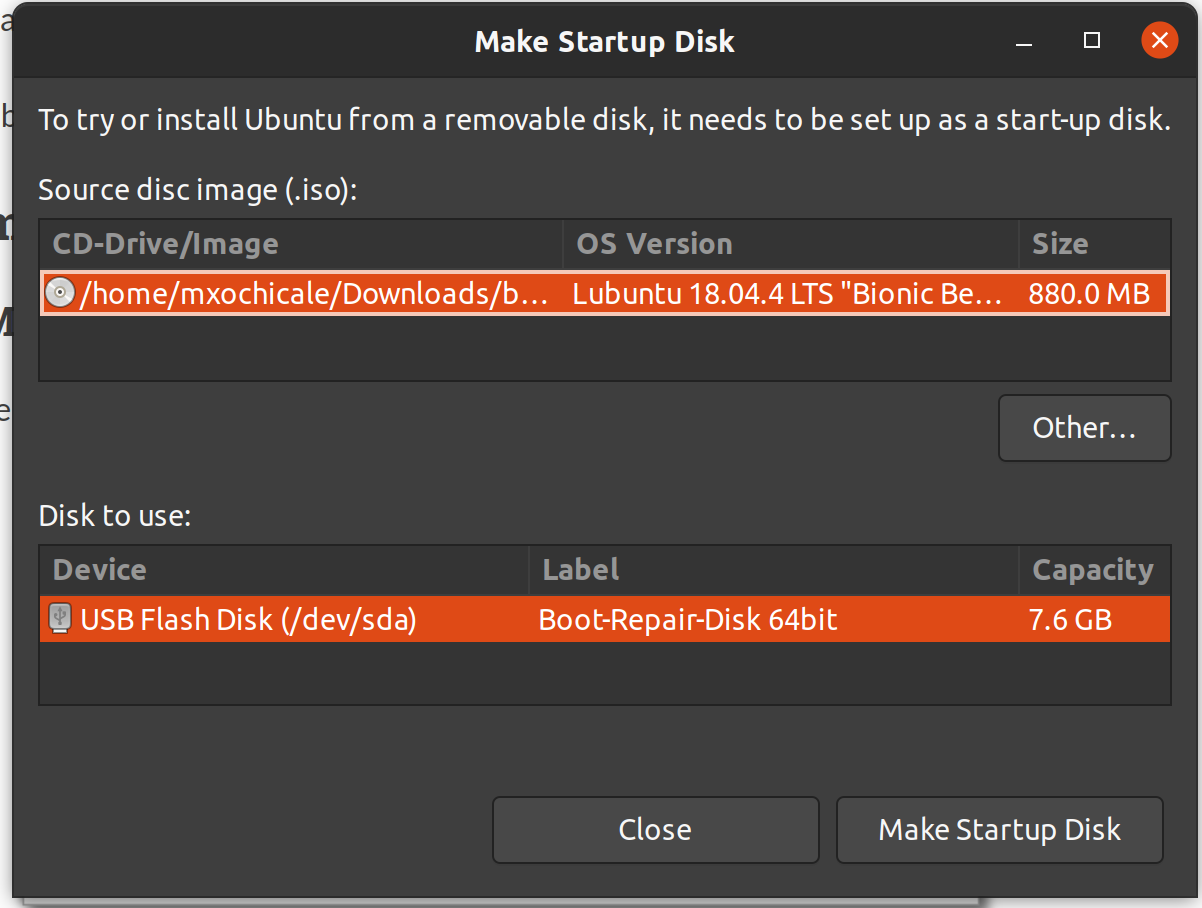 Make Startup Disk
To try or install Ubuntu from a removable disk, it needs to be set up as a start-up disk.
Source disc image (.iso):
CD-Drive/Image OS Version Size
/home/mxochicale/Downloads/b… Lubuntu 18.04.4 LTS "Bionic Be… 880.0 MB
Other…
Disk to use:
Device Label Capacity
USB Flash Disk (/dev/sda) Boot-Repair-Disk 64bit 7.6 GB
Close Make Startup Disk